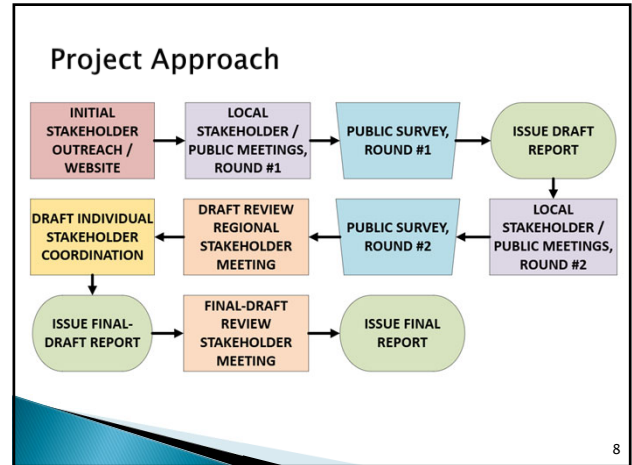 Project Approach
INITIAL
STAKEHOLDER
OUTREACH /
WEBSITE
LOCAL
STAKEHOLDER /
PUBLIC MEETINGS,
ROUND #1
PUBLIC SURVEY,
ROUND #1
ISSUE DRAFT
REPORT
LOCAL
STAKEHOLDER /
PUBLIC MEETINGS,
ROUND #2
PUBLIC SURVEY,
ROUND #2
DRAFT REVIEW
REGIONAL
STAKEHOLDER
MEETING
DRAFT INDIVIDUAL
STAKEHOLDER
COORDINATION
ISSUE FINAL-
DRAFT REPORT
FINAL-DRAFT
REVIEW
STAKEHOLDER
MEETING
ISSUE FINAL
REPORT
8